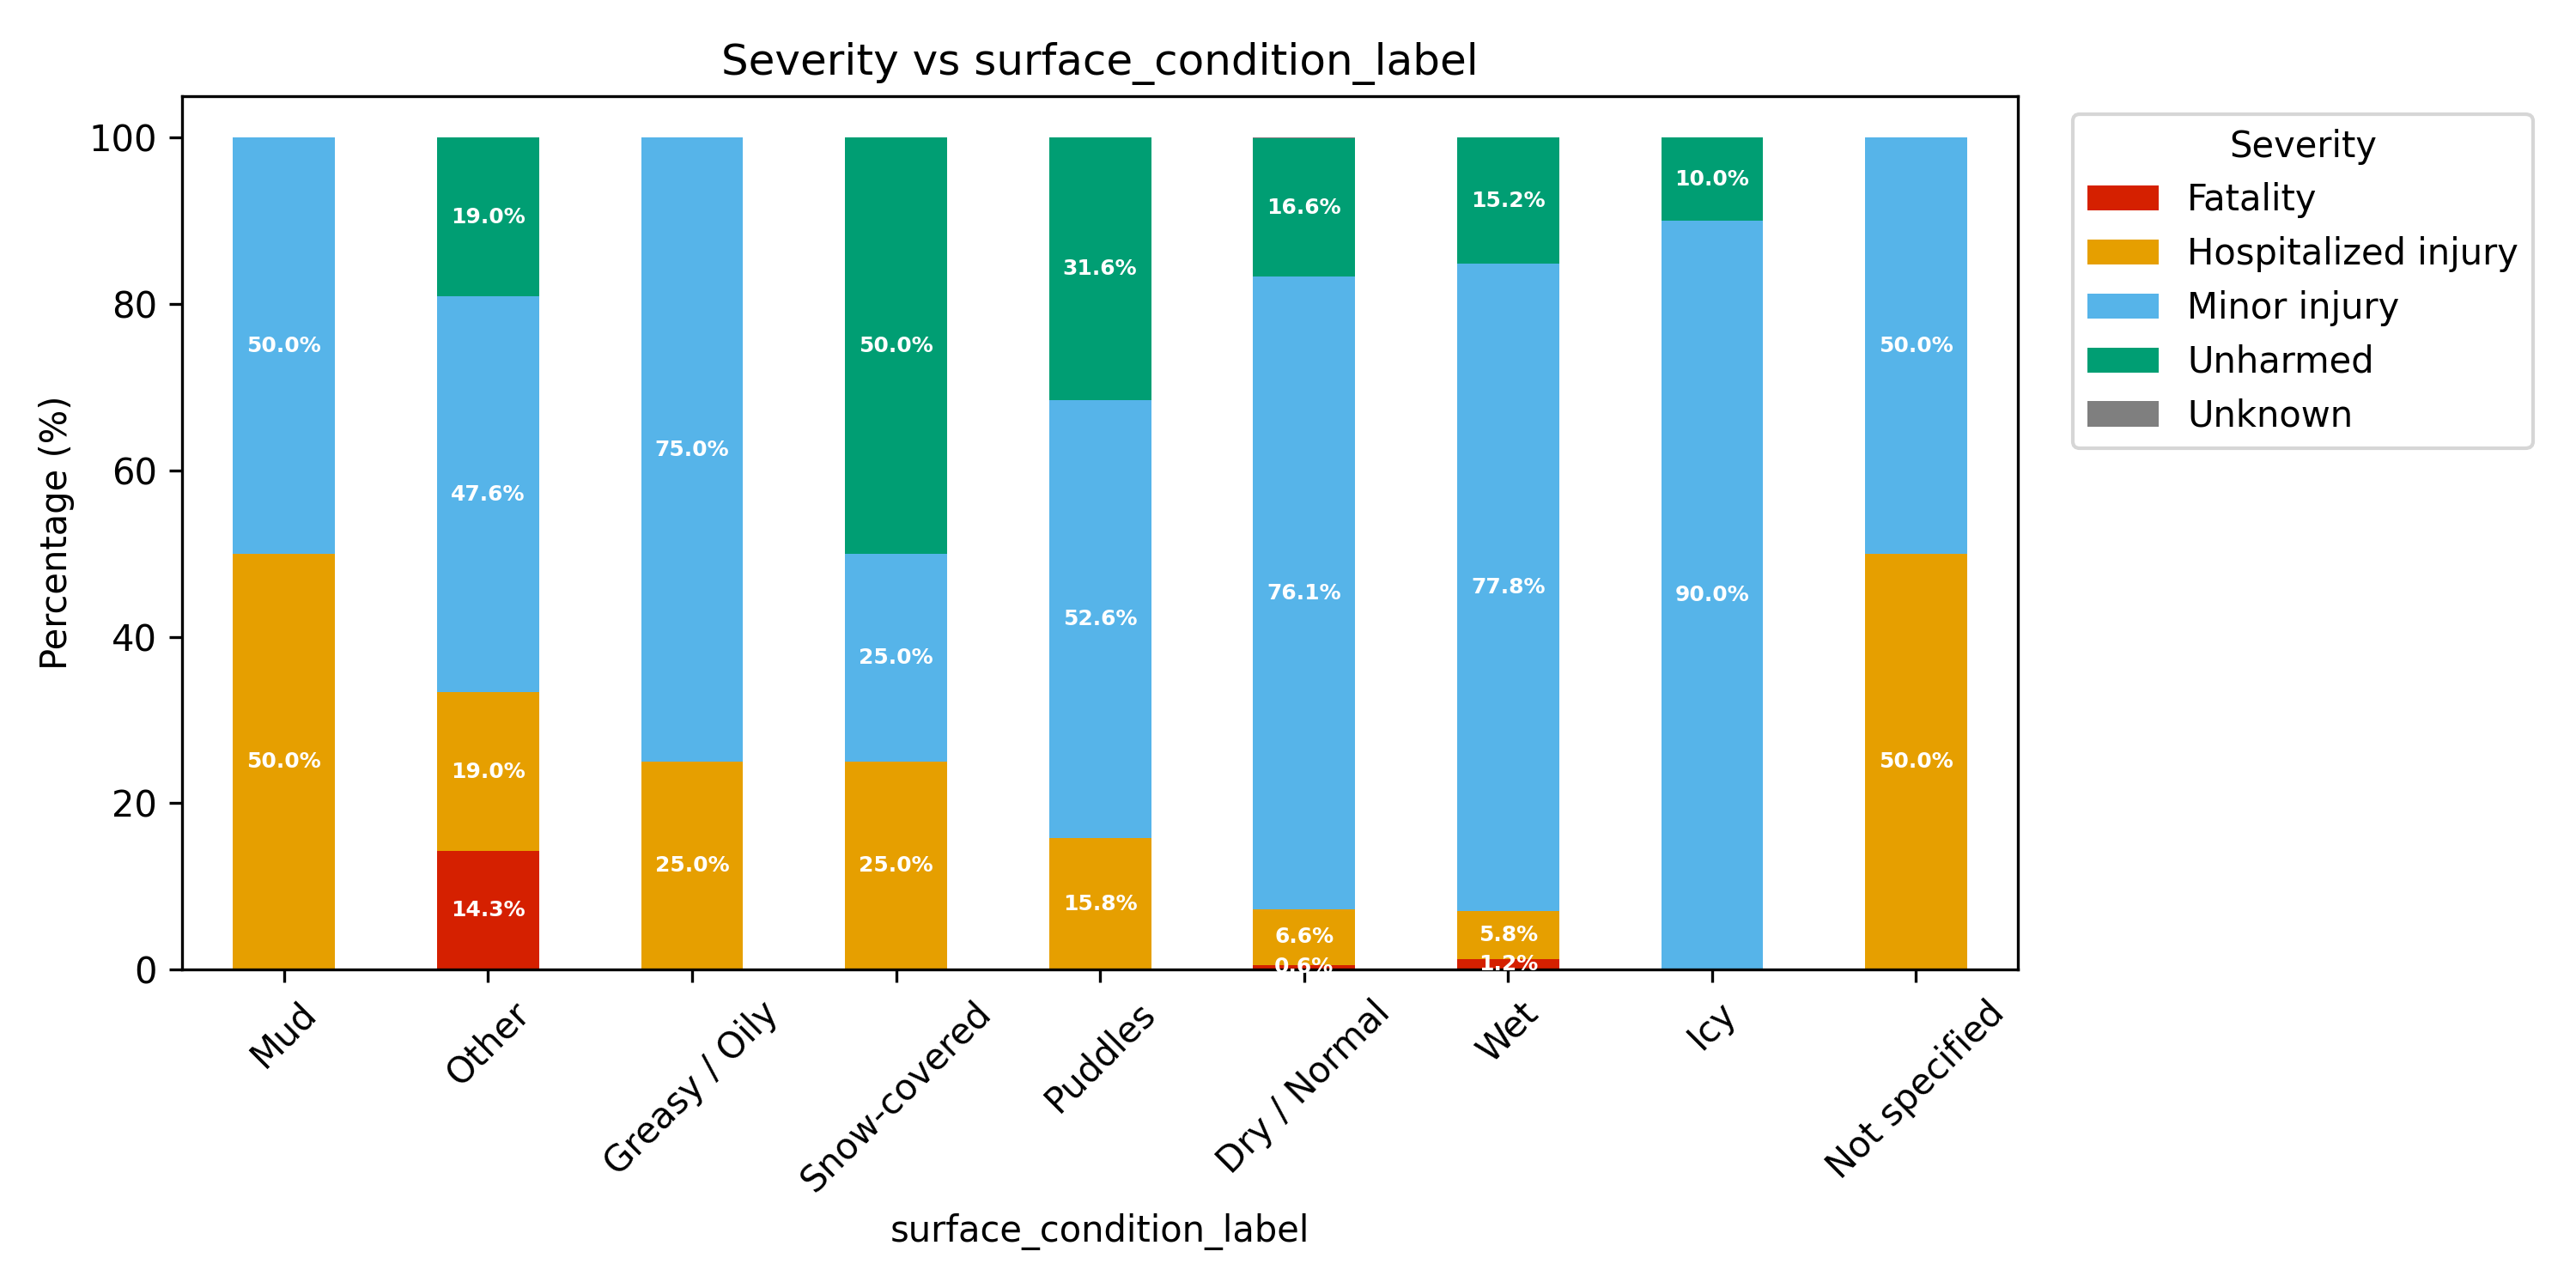 Severity vs surface_condition_label
Percentage (%)
100
80
60
40
20
0
50.0%
50.0%
19.0%
47.6%
19.0%
14.3%
75.0%
25.0%
50.0%
25.0%
25.0%
31.6%
52.6%
15.8%
16.6%
76.1%
6.6%
0.6%
15.2%
77.8%
5.8%
1.2%
10.0%
90.0%
50.0%
50.0%
Mud
Other
Greasy / Oily
Snow-covered
Puddles
Dry / Normal
Wet
Icy
Not specified
surface_condition_label
Severity
Fatality
Hospitalized injury
Minor injury
Unharmed
Unknown